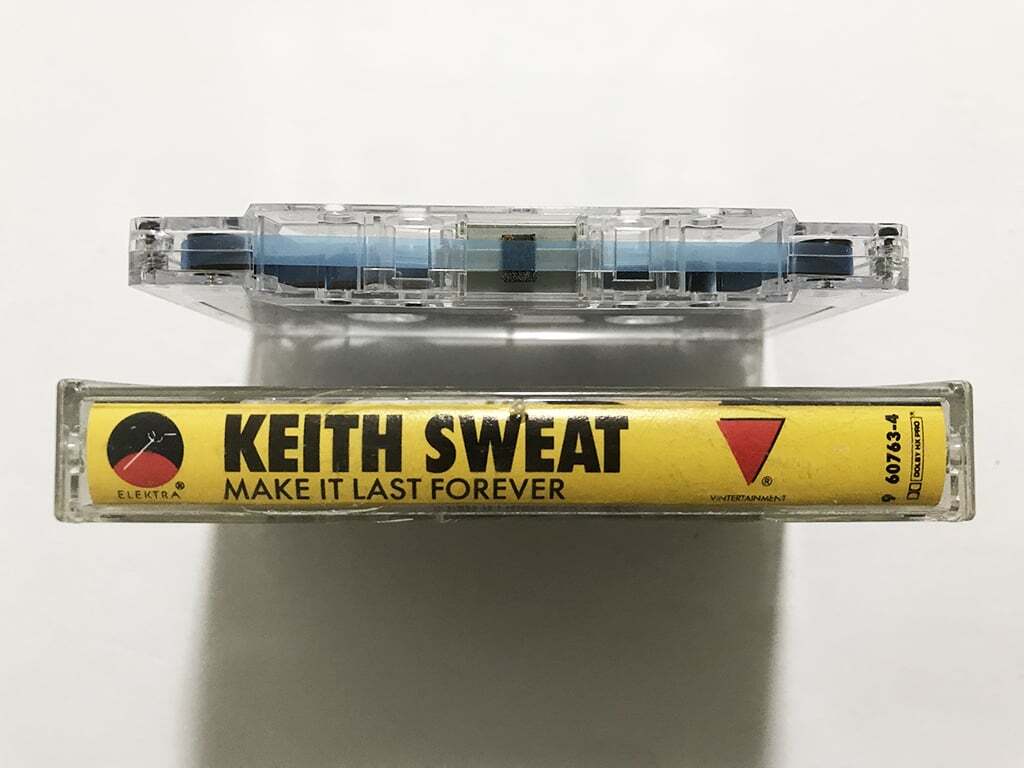 ELEKTRA®
KEITH SWEAT
MAKE IT LAST FOREVER
®
VINTERTAINMENT
9 60763-4
DOLBY HX PRO